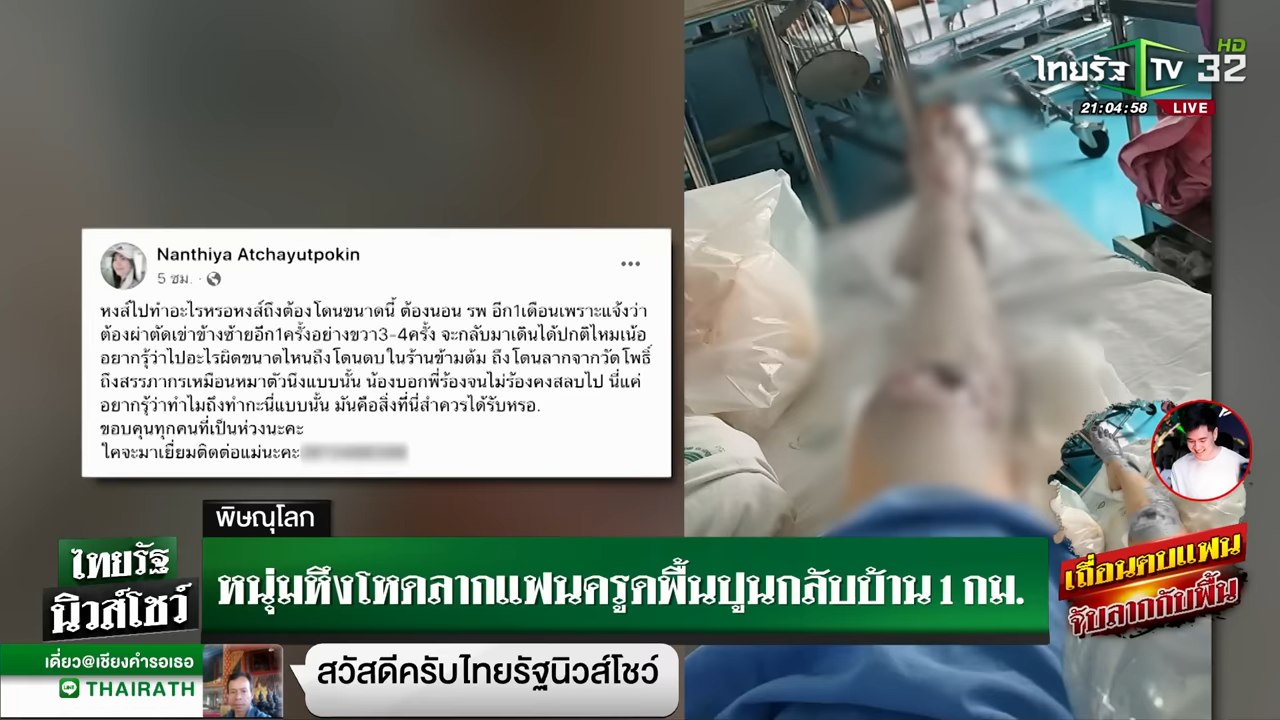 ไทยรัฐ TV HD 32
21:04:58 LIVE
Nanthiya Atchayutpokin
5 ชม.
หงส์ไปทำอะไรหรอหงส์ถึงต้องโดนขนาดนี้ ต้องนอน รพ อีก1เดือนเพราะแจ้งว่า
ต้องผ่าตัดเข่าข้างซ้ายอีก1ครั้งอย่างขวา3-4ครั้ง จะกลับมาเดินได้ปกติไหมเน้อ
อยากรู้ว่าไปอะไรผิดขนาดไหนถึงโดนตบในร้านข้ามต้ม ถึงโดนลากจากวัดโพธิ์
ถึงสรรภากรเหมือนหมาตัวนึงแบบนั้น น้องบอกพี่ร้องจนไม่ร้องคงสลบไป นี่แค่
อยากรู้ว่าทำไมถึงทำกะนี่แบบนั้น มันคือสิ่งที่นี่สำควรได้รับหรอ.
ขอบคุนทุกคนที่เป็นห่วงนะคะ
ไคจะมาเยี่ยมติดต่อแม่นะคะ
พิษณุโลก
ไทยรัฐ
นิวส์โชว์
หนุ่มหึงโหดลากแฟนครูดพื้นปูนกลับบ้าน 1 กม.
เถื่อนตบแฟน
จับลากกับพื้น
เดี่ยว@เชียงคำรอเธอ
THAIRATH
สวัสดีครับไทยรัฐนิวส์โชว์